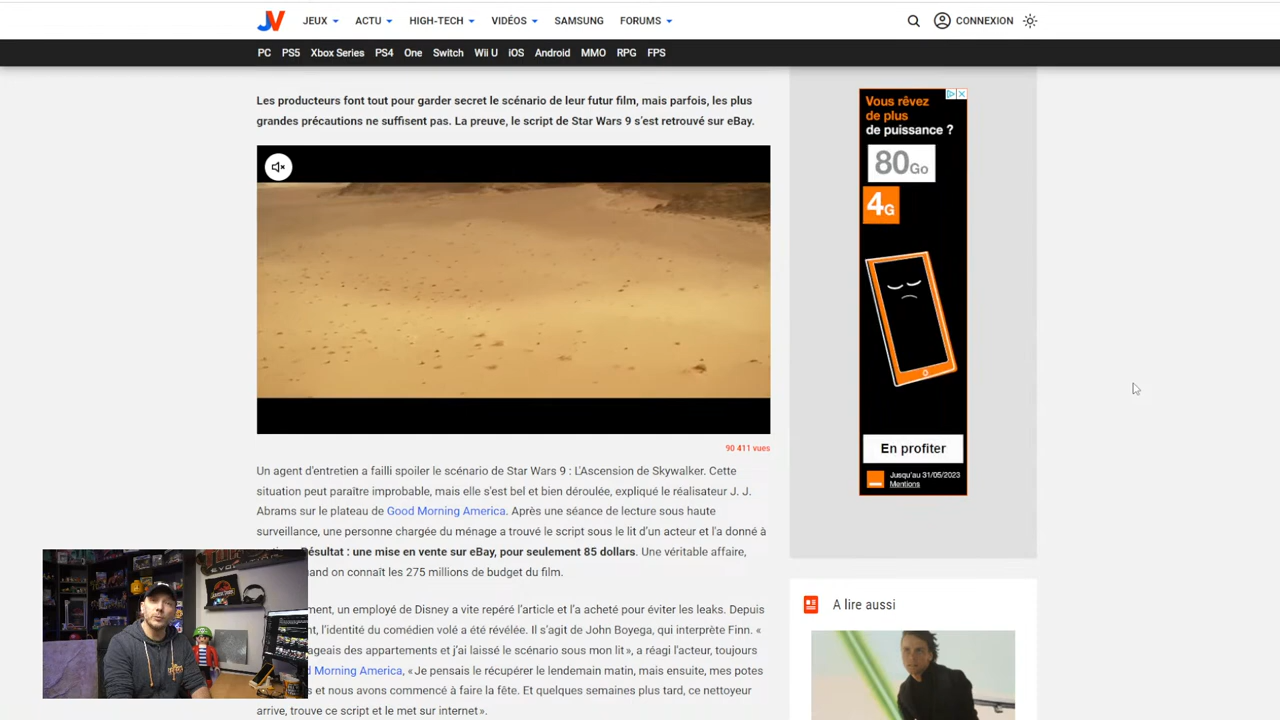 JV JEUX ACTU HIGH-TECH VIDÉOS SAMSUNG FORUMS CONNEXION
PC PS5 Xbox Series PS4 One Switch Wii U iOS Android MMO RPG FPS
Les producteurs font tout pour garder secret le scénario de leur futur film, mais parfois, les plus
grandes précautions ne suffisent pas. La preuve, le script de Star Wars 9 s'est retrouvé sur eBay.
90 411 vues
Un agent d'entretien a failli spoiler le scénario de Star Wars 9 : L'Ascension de Skywalker. Cette
situation peut paraître improbable, mais elle s'est bel et bien déroulée, expliqué le réalisateur J. J.
Abrams sur le plateau de Good Morning America. Après une séance de lecture sous haute
surveillance, une personne chargée du ménage a trouvé le script sous le lit d'un acteur et l'a donné à
ésultat : une mise en vente sur eBay, pour seulement 85 dollars. Une véritable affaire,
and on connaît les 275 millions de budget du film.
ment, un employé de Disney a vite repéré l'article et l'a acheté pour éviter les leaks. Depuis
t, l'identité du comédien volé a été révélée. Il s'agit de John Boyega, qui interprète Finn. «
ageais des appartements et j'ai laissé le scénario sous mon lit », a réagi l'acteur, toujours
d Morning America, « Je pensais le récupérer le lendemain matin, mais ensuite, mes potes
s et nous avons commencé à faire la fête. Et quelques semaines plus tard, ce nettoyeur
arrive, trouve ce script et le met sur internet ».
Vous rêvez
de plus
de puissance ?
80Go
4G
En profiter
Jusqu'au 31/05/2023
Mentions
A lire aussi